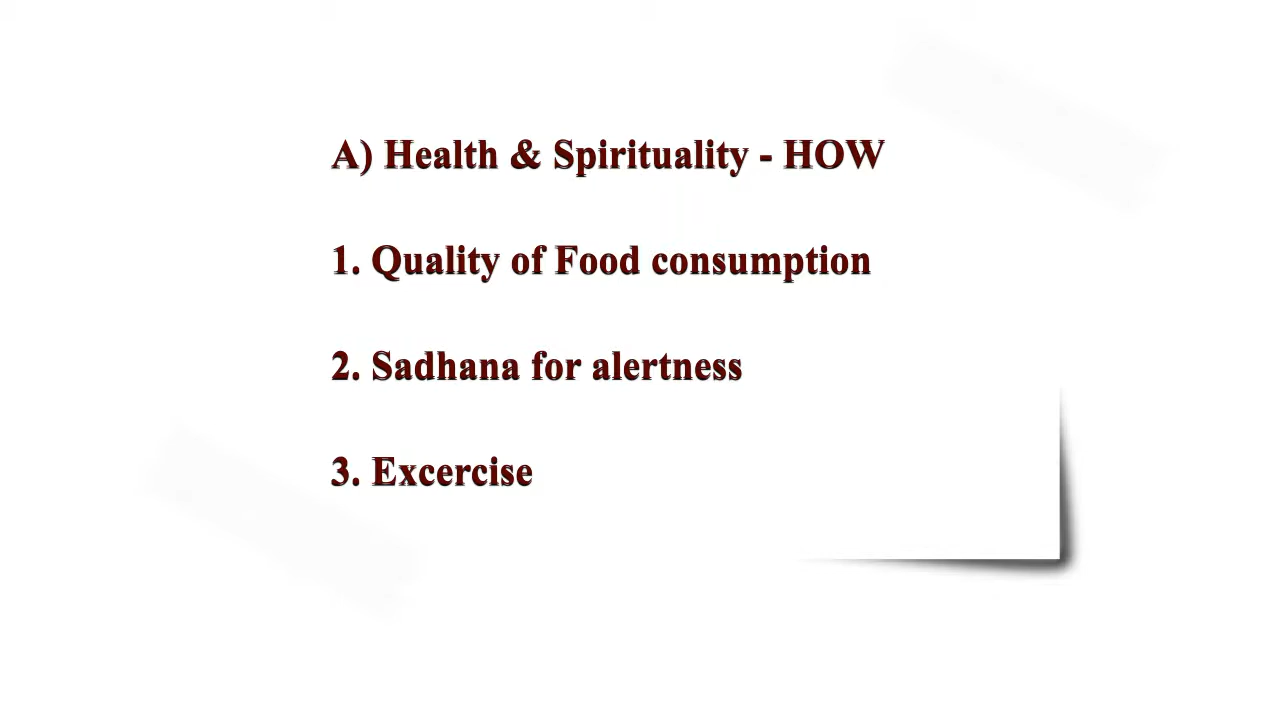 A) Health & Spirituality - HOW
1. Quality of Food consumption
2. Sadhana for alertness
3. Excercise